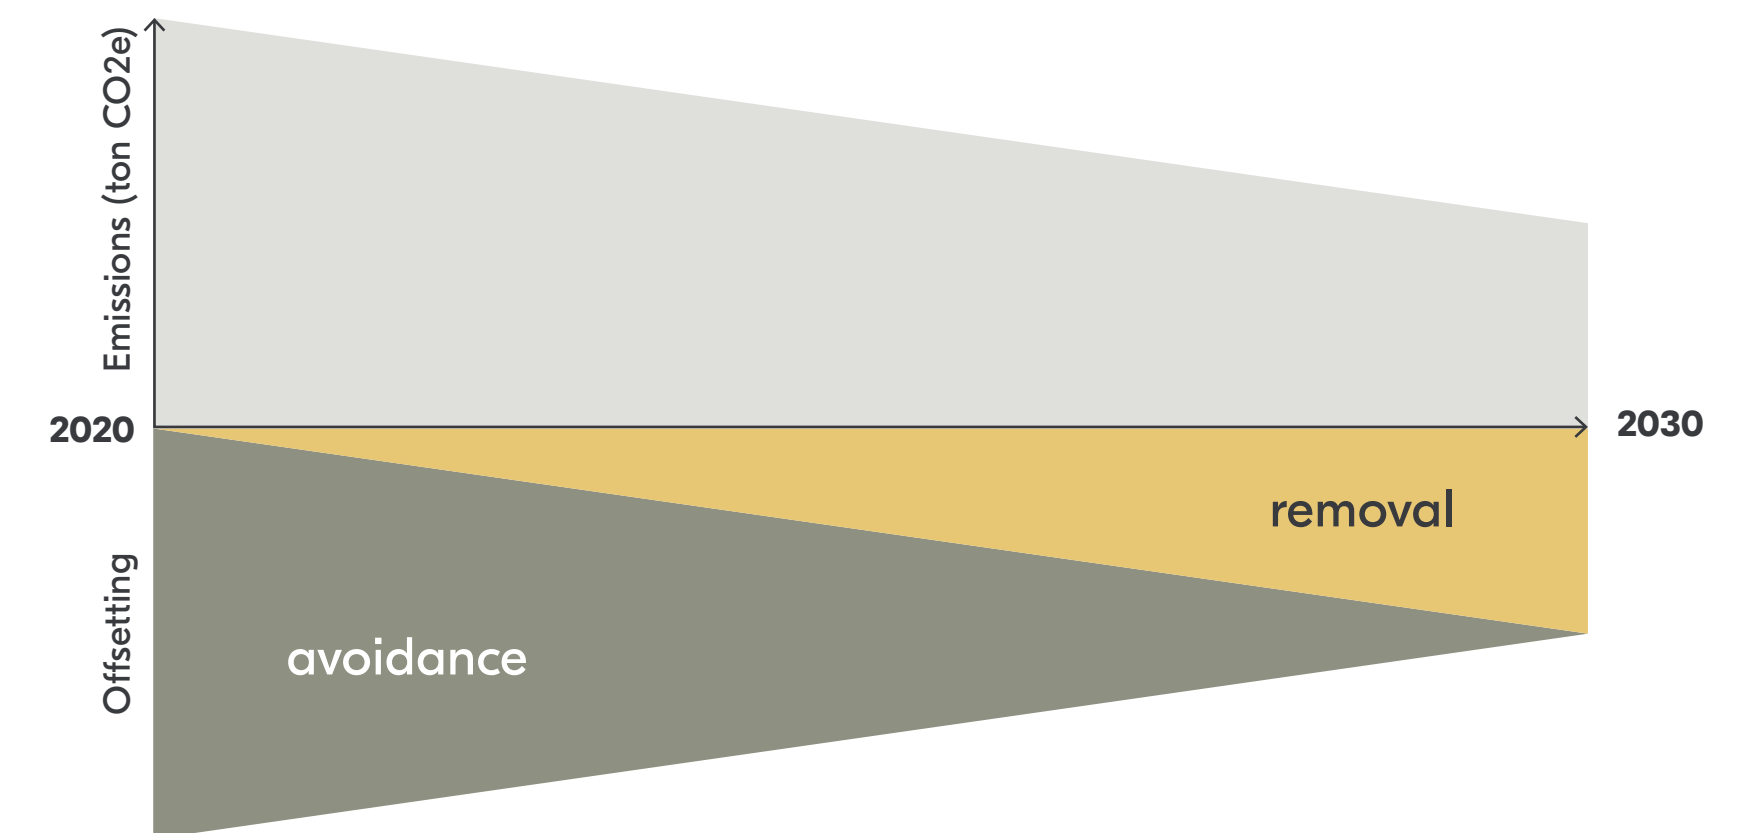 Emissions (ton CO2e)
2020
2030
removal
Offsetting
avoidance